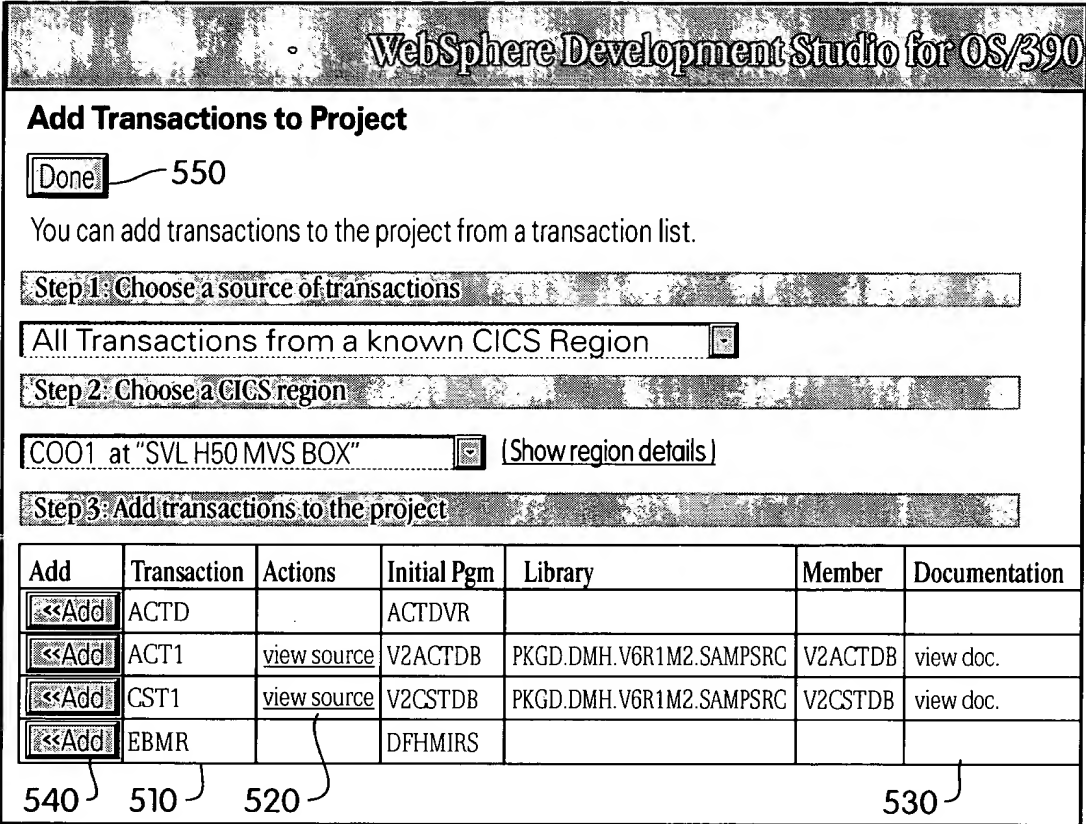 WebSphere Development Studio for OS/390
Add Transactions to Project
Done 550
You can add transactions to the project from a transaction list.
Step 1: Choose a source of transactions
All Transactions from a known CICS Region
Step 2: Choose a CICS region
COO1 at "SVL H50 MVS BOX" (Show region details)
Step 3: Add transactions to the project
Add Transaction Actions Initial Pgm Library Member Documentation
<<Add ACTD ACTDVR
<<Add ACT1 view source V2ACTDB PKGD.DMH.V6R1M2.SAMPSRC V2ACTDB view doc.
<<Add CST1 view source V2CSTDB PKGD.DMH.V6R1M2.SAMPSRC V2CSTDB view doc.
<<Add EBMR DFHMIRS
540 510 520 530